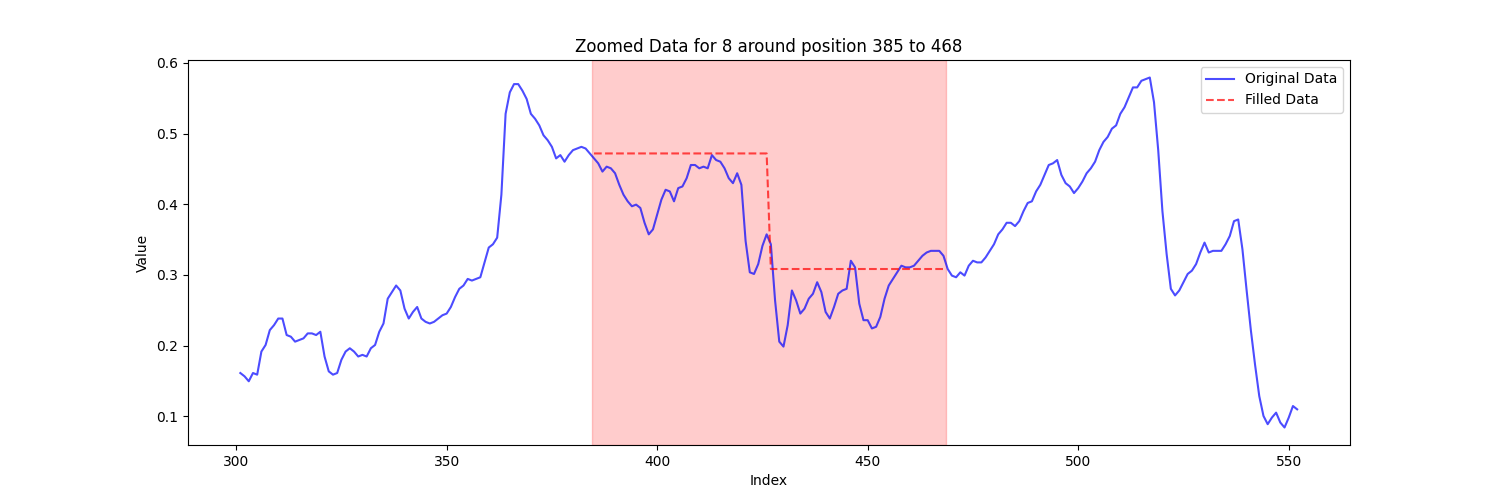 Zoomed Data for 8 around position 385 to 468
Original Data
Filled Data
0.6
0.5
0.4
0.3
0.2
0.1
Value
300
350
400
450
500
550
Index